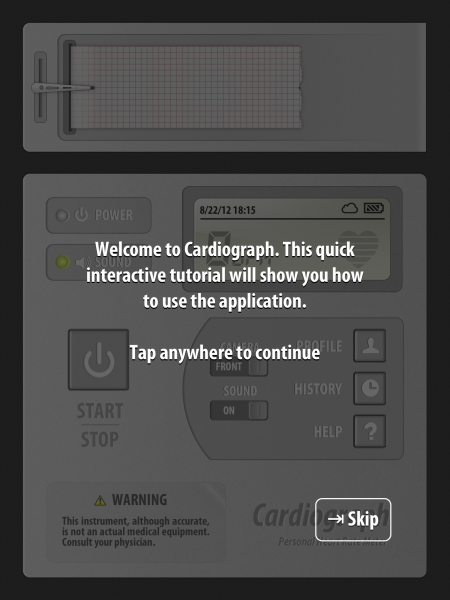 8/22/12 18:15
POWER
SOUND
Welcome to Cardiograph. This quick
interactive tutorial will show you how
to use the application.
Tap anywhere to continue
CAMERA
FRONT
SOUND
ON
PROFILE
HISTORY
HELP
?
START
STOP
WARNING
This instrument, although accurate,
is not an actual medical equipment.
Consult your physician.
Cardiograph
Personal Heart Rate Meter
→ Skip